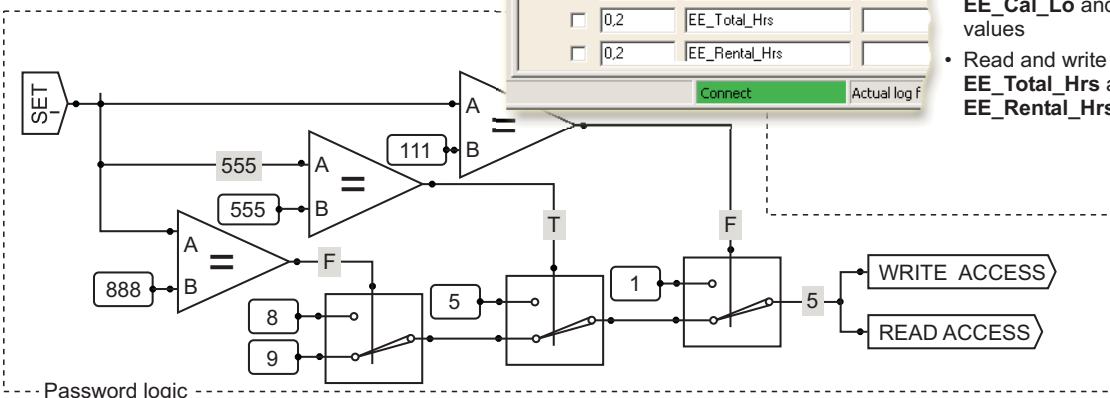 EE_Cal_Lo and
values
• Read and write
EE_Total_Hrs a
EE_Rental_Hrs
0,2 EE_Total_Hrs
0,2 EE_Rental_Hrs
Connect Actual log f
A
=
111 B
555 A
=
555 B
A
=
888 B
F
T
F
8
9
5
1
5
WRITE ACCESS
READ ACCESS
Password logic